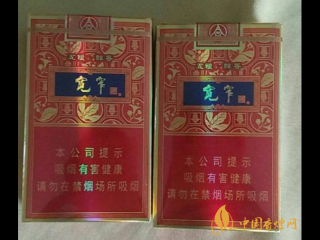 宽窄
宽窄
本公司提示
吸烟有害健康
请勿在禁烟场所吸烟
本公司提示
吸烟有害健康
请勿在禁烟场所吸烟
中国香烟网